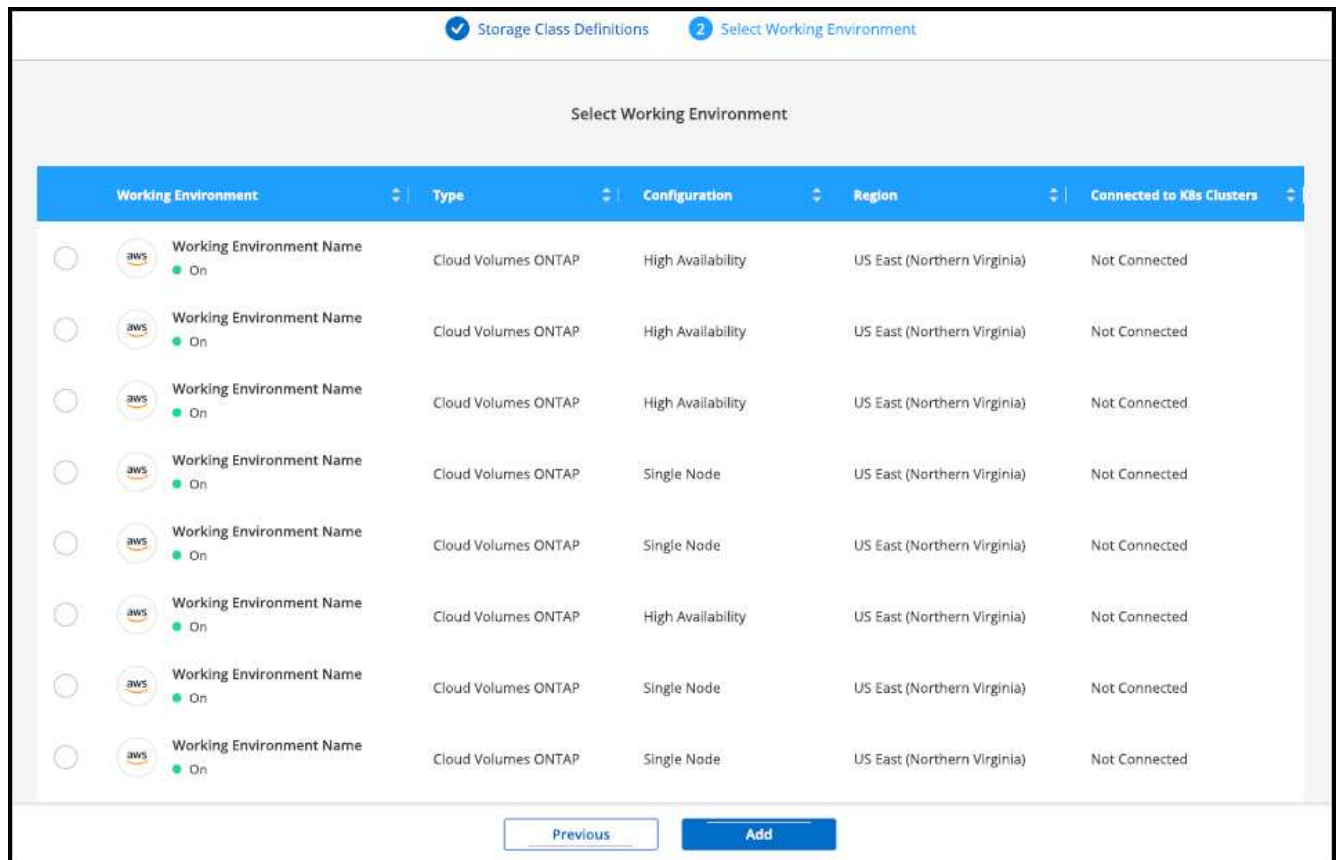 Storage Class Definitions 2 Select Working Environment
Select Working Environment
Working Environment Type Configuration Region Connected to K8s Clusters
aws Working Environment Name Cloud Volumes ONTAP High Availability US East (Northern Virginia) Not Connected
On
aws Working Environment Name Cloud Volumes ONTAP High Availability US East (Northern Virginia) Not Connected
On
aws Working Environment Name Cloud Volumes ONTAP High Availability US East (Northern Virginia) Not Connected
On
aws Working Environment Name Cloud Volumes ONTAP Single Node US East (Northern Virginia) Not Connected
On
aws Working Environment Name Cloud Volumes ONTAP Single Node US East (Northern Virginia) Not Connected
On
aws Working Environment Name Cloud Volumes ONTAP High Availability US East (Northern Virginia) Not Connected
On
aws Working Environment Name Cloud Volumes ONTAP Single Node US East (Northern Virginia) Not Connected
On
aws Working Environment Name Cloud Volumes ONTAP Single Node US East (Northern Virginia) Not Connected
On
Previous Add